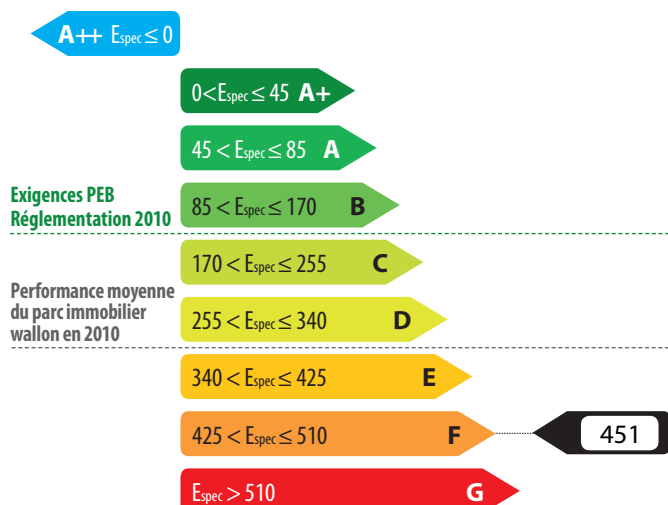 A++ Espec ≤ 0
0<Espec ≤ 45 A+
45 < Espec ≤ 85 A
Exigences PEB
Réglementation 2010
85 < Espec ≤ 170 B
170 < Espec ≤ 255 C
Performance moyenne
du parc immobilier
wallon en 2010
255 < Espec ≤ 340 D
340 < Espec ≤ 425 E
425 < Espec ≤ 510 F
451
Espec > 510 G